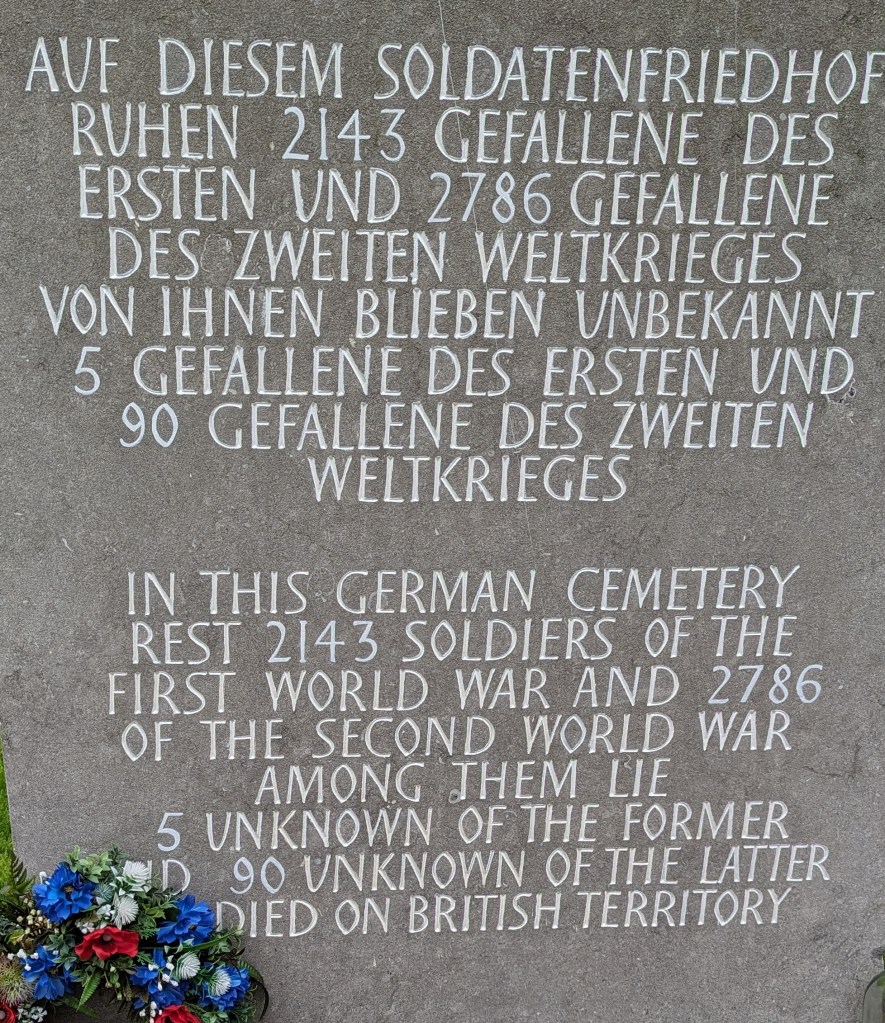 AUF DIESEM SOLDATENFRIEDHOF
RUHEN 2143 GEFALLENE DES
ERSTEN UND 2786 GEFALLENE
DES ZWEITEN WELTKRIEGES
VON IHNEN BLIEBEN UNBEKANNT
5 GEFALLENE DES ERSTEN UND
90 GEFALLENE DES ZWEITEN
WELTKRIEGES
IN THIS GERMAN CEMETERY
REST 2143 SOLDIERS OF THE
FIRST WORLD WAR AND 2786
OF THE SECOND WORLD WAR
AMONG THEM LIE
5 UNKNOWN OF THE FORMER
90 UNKNOWN OF THE LATTER
DIED ON BRITISH TERRITORY